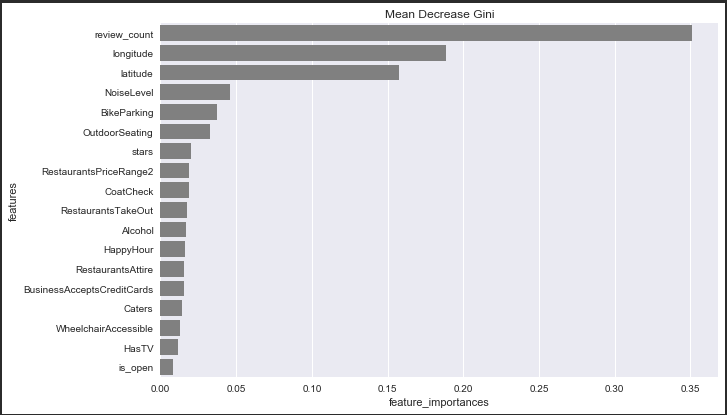 Mean Decrease Gini
features
review_count
longitude
latitude
NoiseLevel
BikeParking
OutdoorSeating
stars
RestaurantsPriceRange2
CoatCheck
RestaurantsTakeOut
Alcohol
HappyHour
RestaurantsAttire
BusinessAcceptsCreditCards
Caters
WheelchairAccessible
HasTV
is_open
0.00 0.05 0.10 0.15 0.20 0.25 0.30 0.35
feature_importances